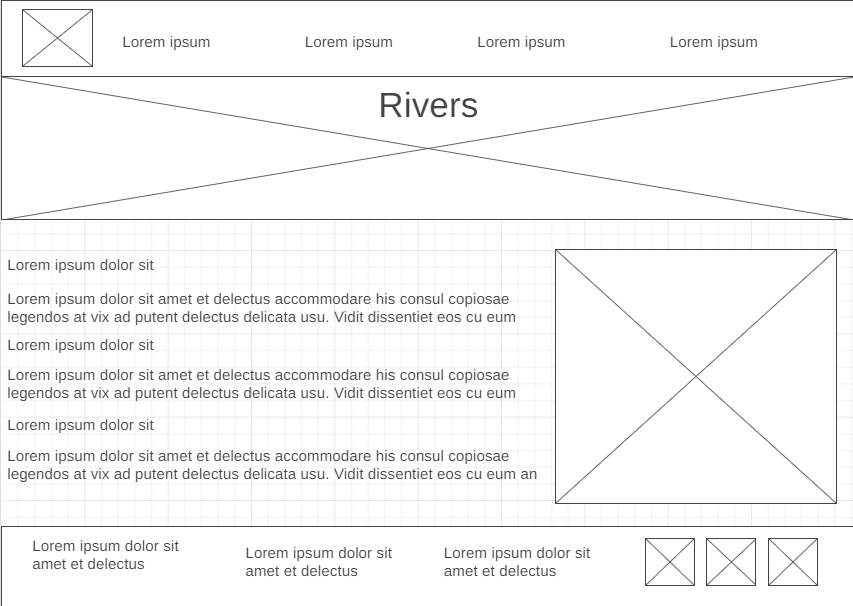 Lorem ipsum
Lorem ipsum
Lorem ipsum
Lorem ipsum
Rivers
Lorem ipsum dolor sit
Lorem ipsum dolor sit amet et delectus accommodare his consul copiosae
legendos at vix ad putent delectus delicata usu. Vidit dissentiet eos cu eum
Lorem ipsum dolor sit
Lorem ipsum dolor sit amet et delectus accommodare his consul copiosae
legendos at vix ad putent delectus delicata usu. Vidit dissentiet eos cu eum
Lorem ipsum dolor sit
Lorem ipsum dolor sit amet et delectus accommodare his consul copiosae
legendos at vix ad putent delectus delicata usu. Vidit dissentiet eos cu eum an
Lorem ipsum dolor sit
amet et delectus
Lorem ipsum dolor sit
amet et delectus
Lorem ipsum dolor sit
amet et delectus